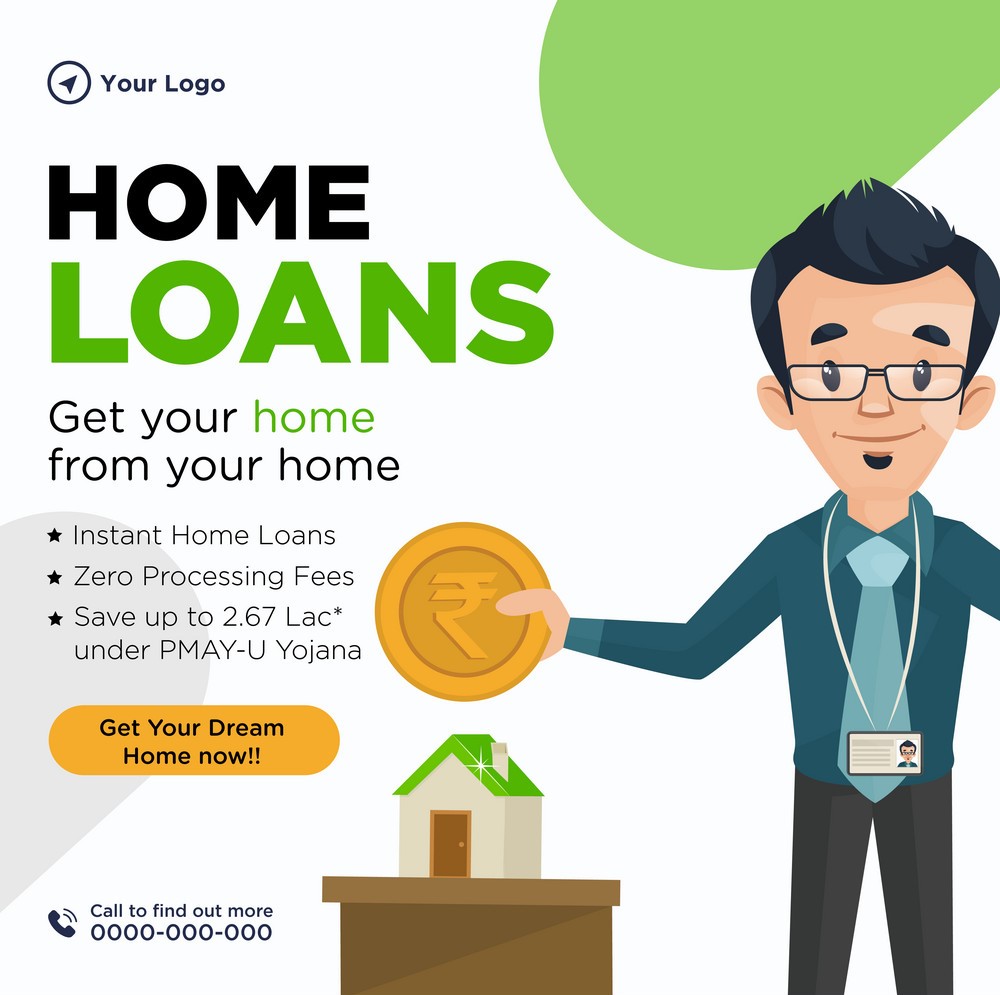 Your Logo
HOME
LOANS
Get your home
from your home
Instant Home Loans
Zero Processing Fees
Save up to 2.67 Lac*
under PMAY-U Yojana
₹
Get Your Dream
Home now!!
Call to find out more
0000-000-000